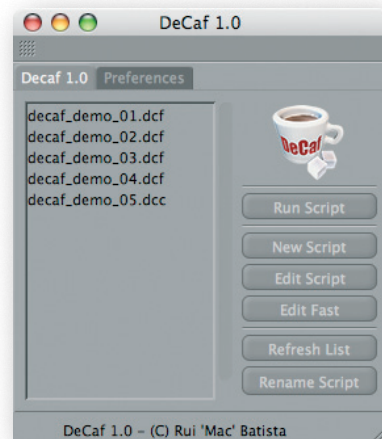 DeCaf 1.0
Decaf 1.0 Preferences
decaf_demo_01.dcf
decaf_demo_02.dcf
decaf_demo_03.dcf
decaf_demo_04.dcf
decaf_demo_05.dcc
DeCaf
Run Script
New Script
Edit Script
Edit Fast
Refresh List
Rename Script
DeCaf 1.0 – (C) Rui 'Mac' Batista